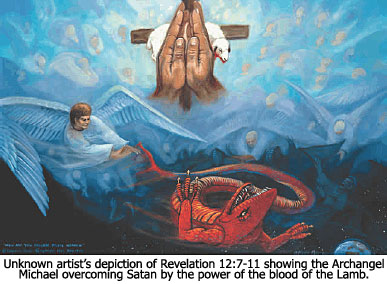 Unknown artist's depiction of Revelation 12:7-11 showing the Archangel
Michael overcoming Satan by the power of the blood of the Lamb.